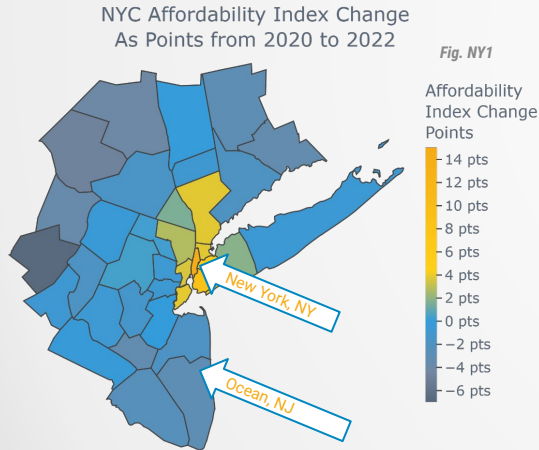 NYC Affordability Index Change
As Points from 2020 to 2022
Fig. NY1
Affordability
Index Change
Points
14 pts
12 pts
10 pts
8 pts
6 pts
4 pts
2 pts
0 pts
−2 pts
−4 pts
−6 pts
New York, NY
Ocean, NJ